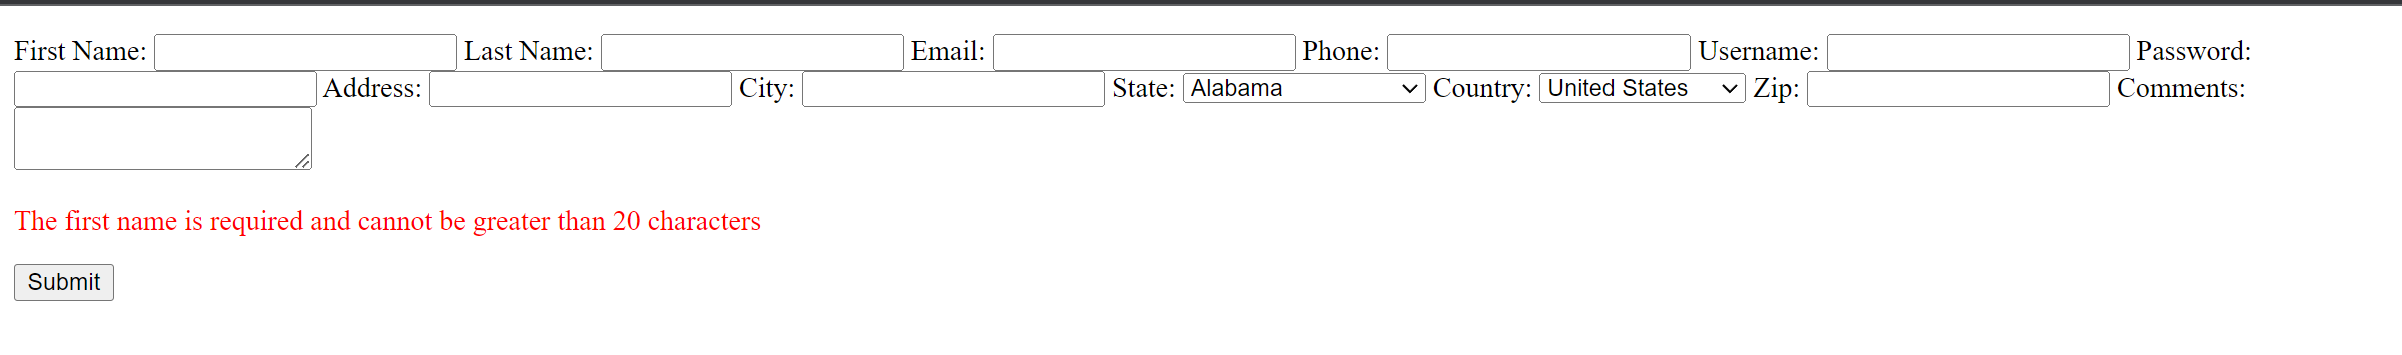 First Name: Last Name: Email: Phone: Username: Password:
Address: City: State: Alabama Country: United States Zip: Comments:
The first name is required and cannot be greater than 20 characters
Submit